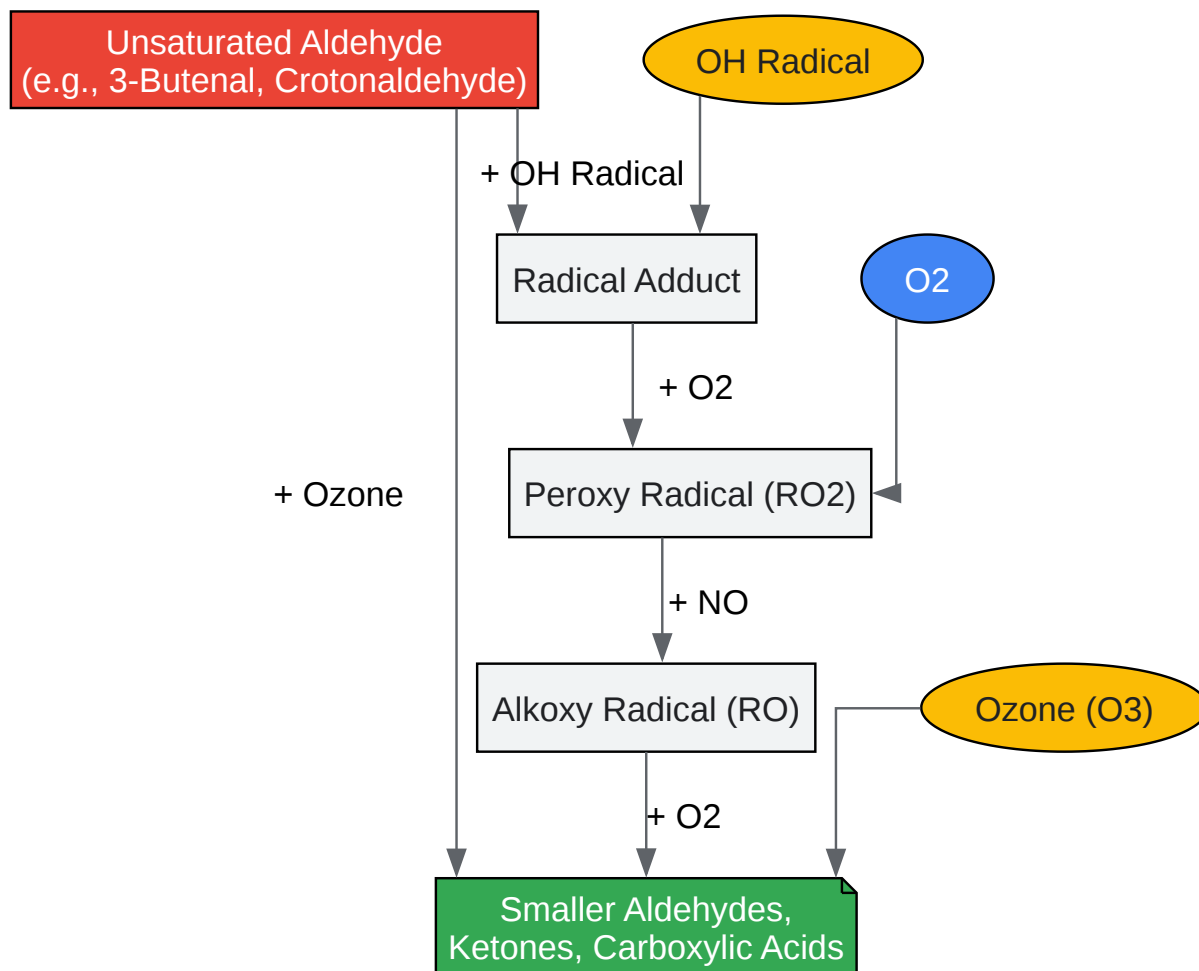 Unsaturated Aldehyde
(e.g., 3-Butenal, Crotonaldehyde)
OH Radical
+ OH Radical
Radical Adduct
O2
+ O2
+ Ozone
Peroxy Radical (RO2)
+ NO
Alkoxy Radical (RO)
Ozone (O3)
+ O2
Smaller Aldehydes,
Ketones, Carboxylic Acids